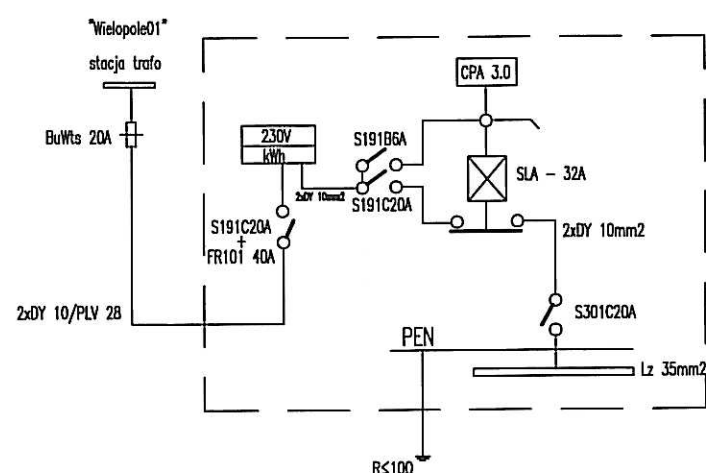 "Wielopole01"
stacja trafo
BuWts 20A
2xDY 10/PLV 28
230V
kWh
S191C20A
+
FR101 40A
2xDY 10mm2
S191B6A
S191C20A
CPA 3.0
SLA - 32A
2xDY 10mm2
S301C20A
PEN
Lz 35mm2
R≤100